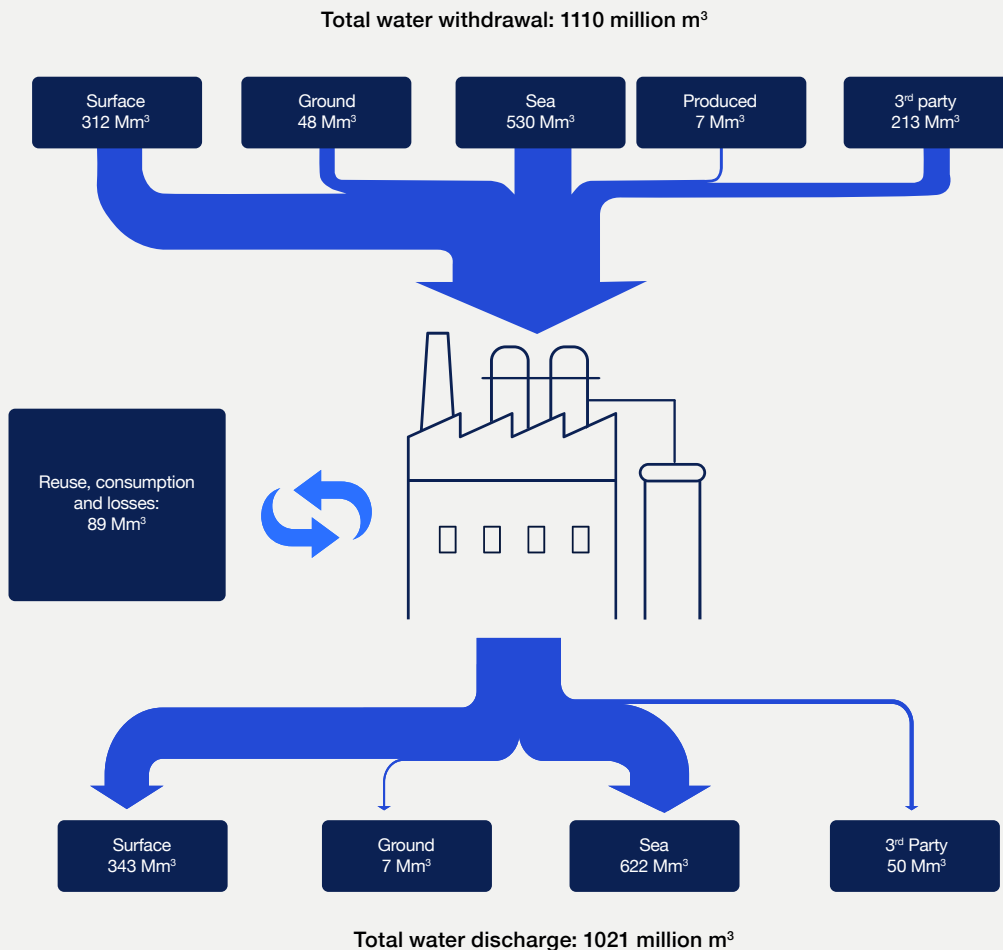 Total water withdrawal: 1110 million m³
Surface
312 Mm³
Ground
48 Mm³
Sea
530 Mm³
Produced
7 Mm³
3ʳᵈ party
213 Mm³
Reuse, consumption
and losses:
89 Mm³
Surface
343 Mm³
Ground
7 Mm³
Sea
622 Mm³
3ʳᵈ Party
50 Mm³
Total water discharge: 1021 million m³